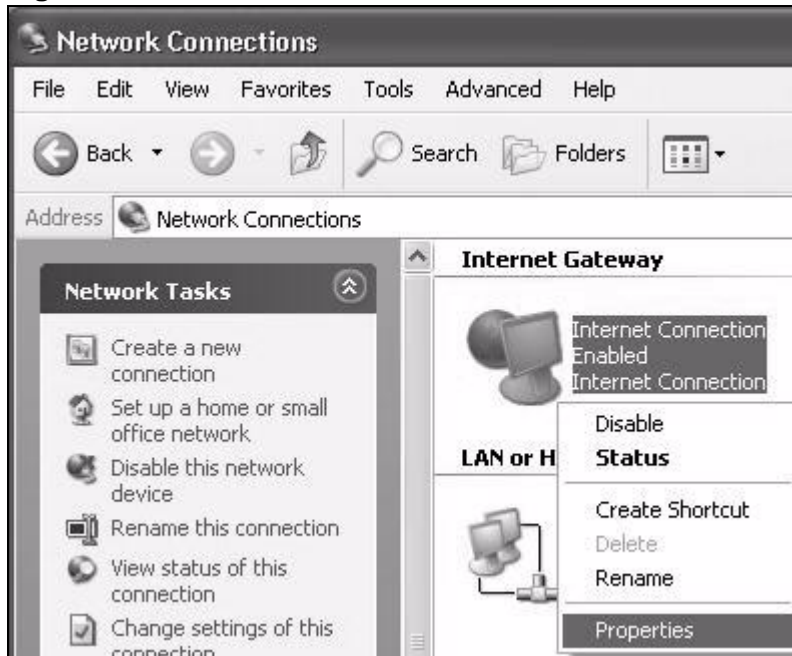 Network Connections
File Edit View Favorites Tools Advanced Help
Back Search Folders
Address Network Connections
Network Tasks
Create a new
connection
Set up a home or small
office network
Disable this network
device
Rename this connection
View status of this
connection
Change settings of this
connection
Internet Gateway
Internet Connection
Enabled
Internet Connection
LAN or H
Disable
Status
Create Shortcut
Delete
Rename
Properties